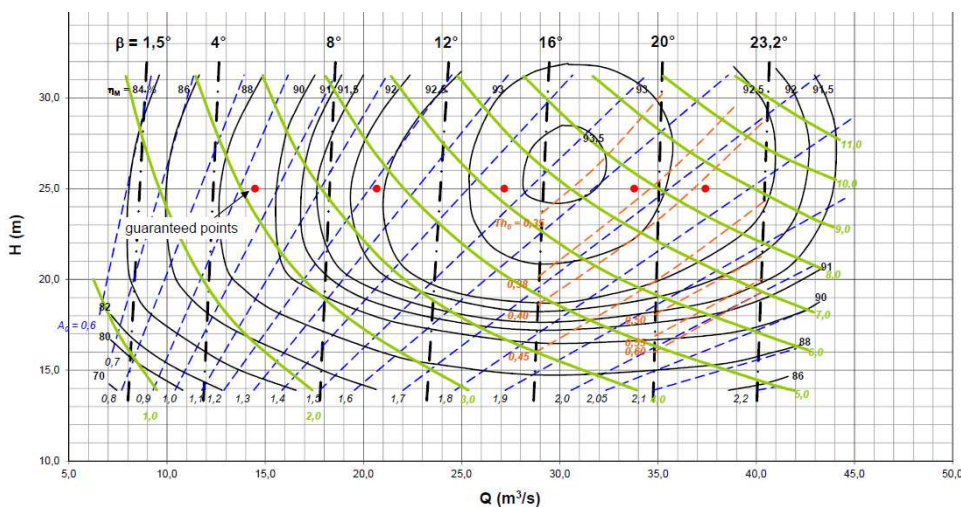 β = 1,5° 4° 8° 12° 16° 20° 23,2°
30,0 ηM = 84 % 86 88 90 91 91,5 92 92,5 93 93 92,5 92 91,5
93,5
11,0
25,0
10,0
guaranteed points
Th₀ = 0,35
9,0
H (m)
91
8,0
20,0
0,38
82
90
0,40 0,50
7,0
A₀ = 0,6
80
88
0,45 0,55
0,60
6,0
0,7
15,0
70
86
0,8 0,9 1,0 1,1 1,2 1,3 1,4 1,5 1,6 1,7 1,8 1,9 2,0 2,05 2,1 2,2
1,0 2,0 3,0 4,0 5,0
10,0
5,0 10,0 15,0 20,0 25,0 30,0 35,0 40,0 45,0 50,0
Q (m³/s)